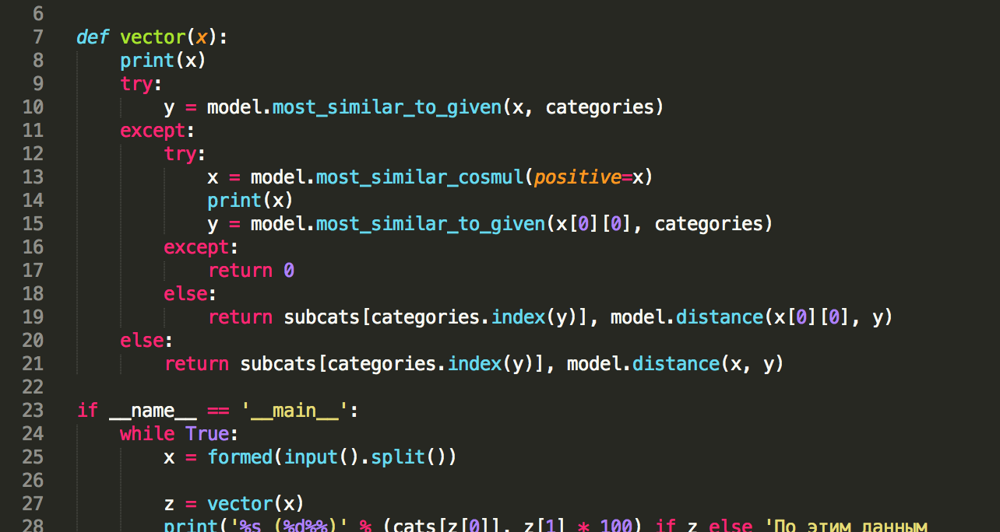 6
7 def vector(x):
8 print(x)
9 try:
10 y = model.most_similar_to_given(x, categories)
11 except:
12 try:
13 x = model.most_similar_cosmul(positive=x)
14 print(x)
15 y = model.most_similar_to_given(x[0][0], categories)
16 except:
17 return 0
18 else:
19 return subcats[categories.index(y)], model.distance(x[0][0], y)
20 else:
21 return subcats[categories.index(y)], model.distance(x, y)
22
23 if __name__ == '__main__':
24 while True:
25 x = formed(input().split())
26
27 z = vector(x)
28 print('%s (%d%%)' % (cats[z[0]], z[1] * 100) if z else 'По этим данным